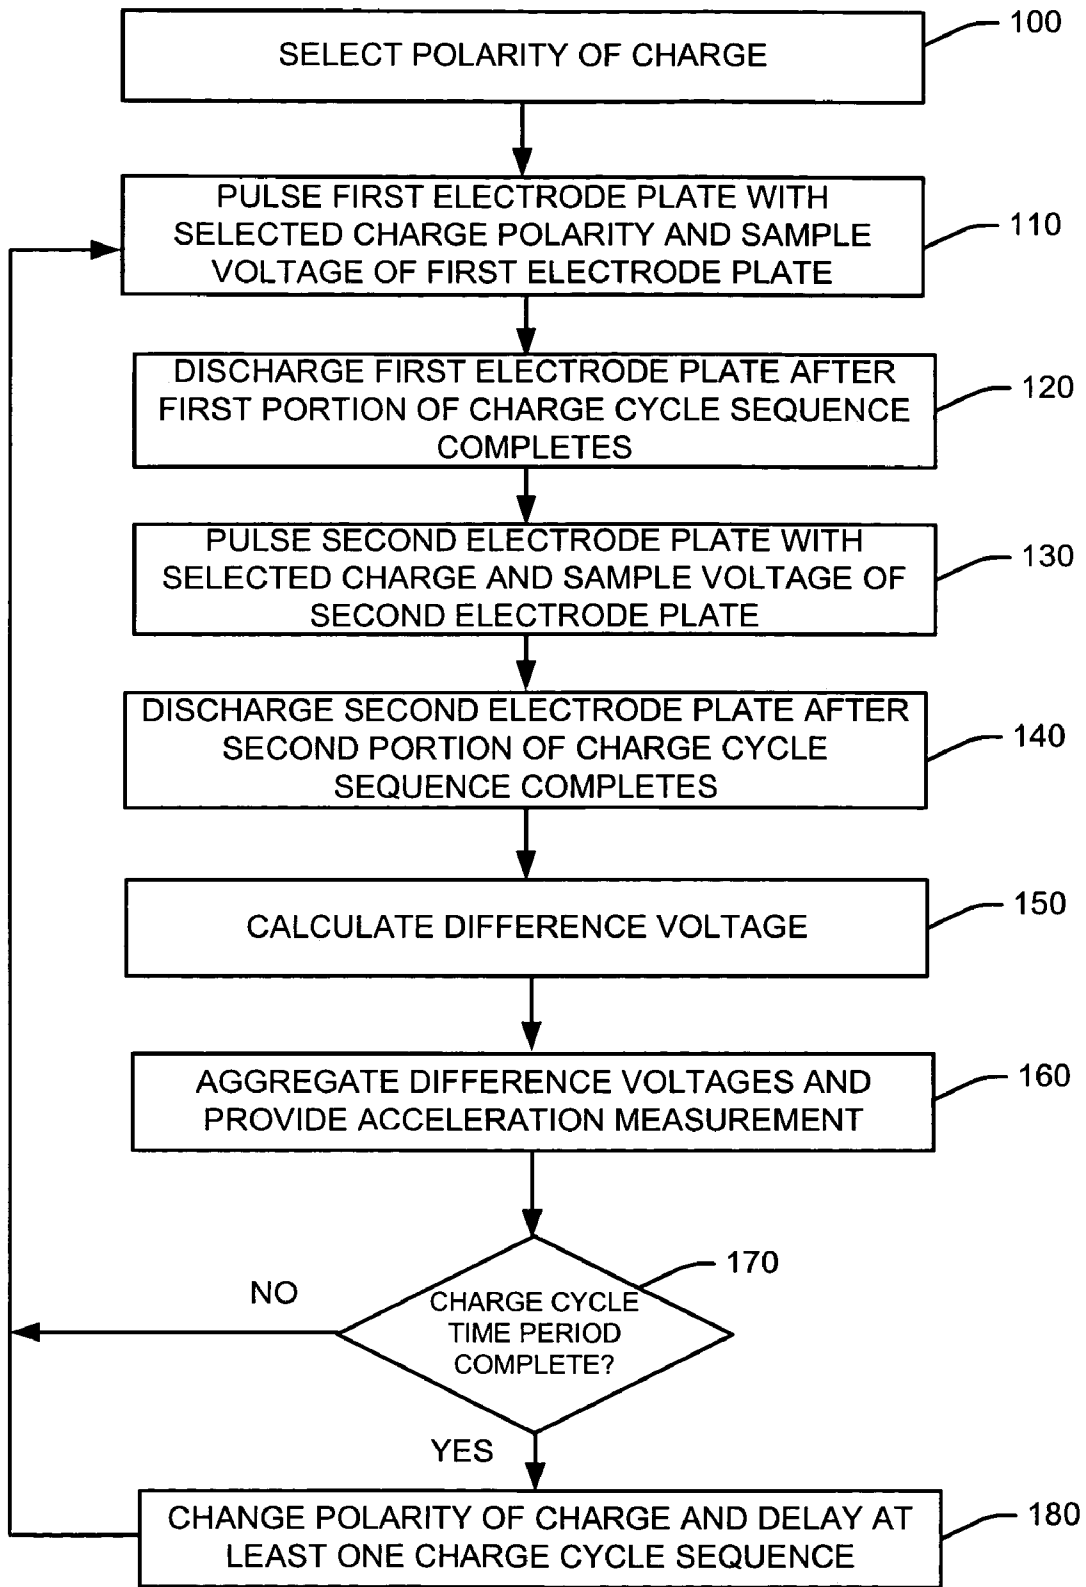 SELECT POLARITY OF CHARGE
100
PULSE FIRST ELECTRODE PLATE WITH
SELECTED CHARGE POLARITY AND SAMPLE
VOLTAGE OF FIRST ELECTRODE PLATE
110
DISCHARGE FIRST ELECTRODE PLATE AFTER
FIRST PORTION OF CHARGE CYCLE SEQUENCE
COMPLETES
120
PULSE SECOND ELECTRODE PLATE WITH
SELECTED CHARGE AND SAMPLE VOLTAGE OF
SECOND ELECTRODE PLATE
130
DISCHARGE SECOND ELECTRODE PLATE AFTER
SECOND PORTION OF CHARGE CYCLE
SEQUENCE COMPLETES
140
CALCULATE DIFFERENCE VOLTAGE
150
AGGREGATE DIFFERENCE VOLTAGES AND
PROVIDE ACCELERATION MEASUREMENT
160
170
NO
CHARGE CYCLE
TIME PERIOD
COMPLETE?
YES
CHANGE POLARITY OF CHARGE AND DELAY AT
LEAST ONE CHARGE CYCLE SEQUENCE
180